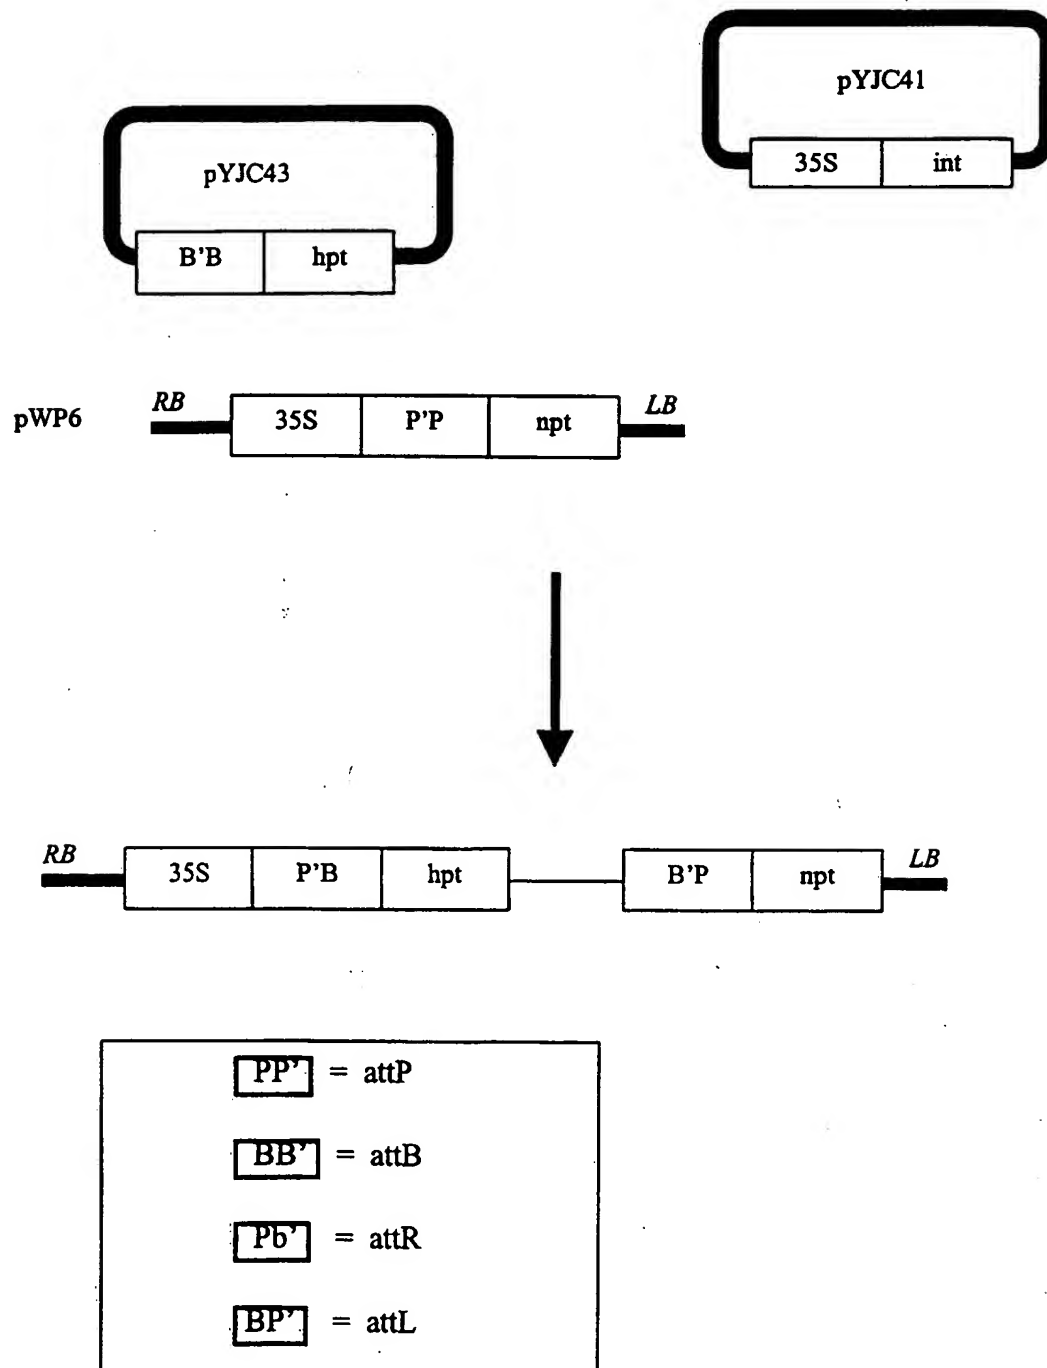 pYJC41
35S int
pYJC43
B'B hpt
pWP6 RB 35S P'P npt LB
RB 35S P'B hpt B'P npt LB
PP' = attP
BB' = attB
Pb' = attR
BP' = attL